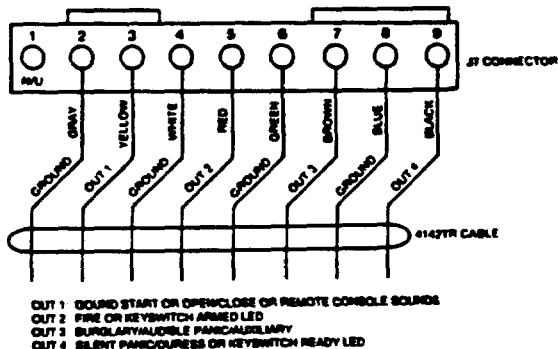 1 2 3 4 5 6 7 8 9
N/U
J7 CONNECTOR
GRAY YELLOW WHITE RED GREEN BROWN BLUE BLACK
GROUND OUT 1 GROUND OUT 2 GROUND OUT 3 GROUND OUT 4
4142TR CABLE
OUT 1 GOUND START OR OPEN/CLOSE OR REMOTE CONSOLE SOUNDS
OUT 2 FIRE OR KEYSWITCH ARMED LED
OUT 3 BURGLARY/AUDIBLE PANIC/AUXILIARY
OUT 4 SILENT PANIC/DURESS OR KEYSWITCH READY LED